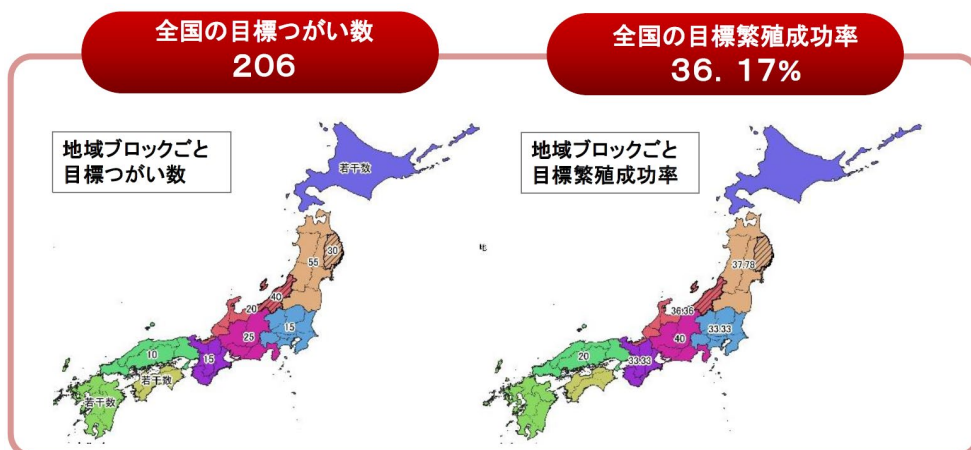 全国の目標つがい数
206
全国の目標繁殖成功率
36. 17%
地域ブロックごと
目標つがい数
若干数
30
55
40
20
15
25
10
15
若干数
若干数
地域ブロックごと
目標繁殖成功率
地
37.78
36.36
33.33
40
20
33.33